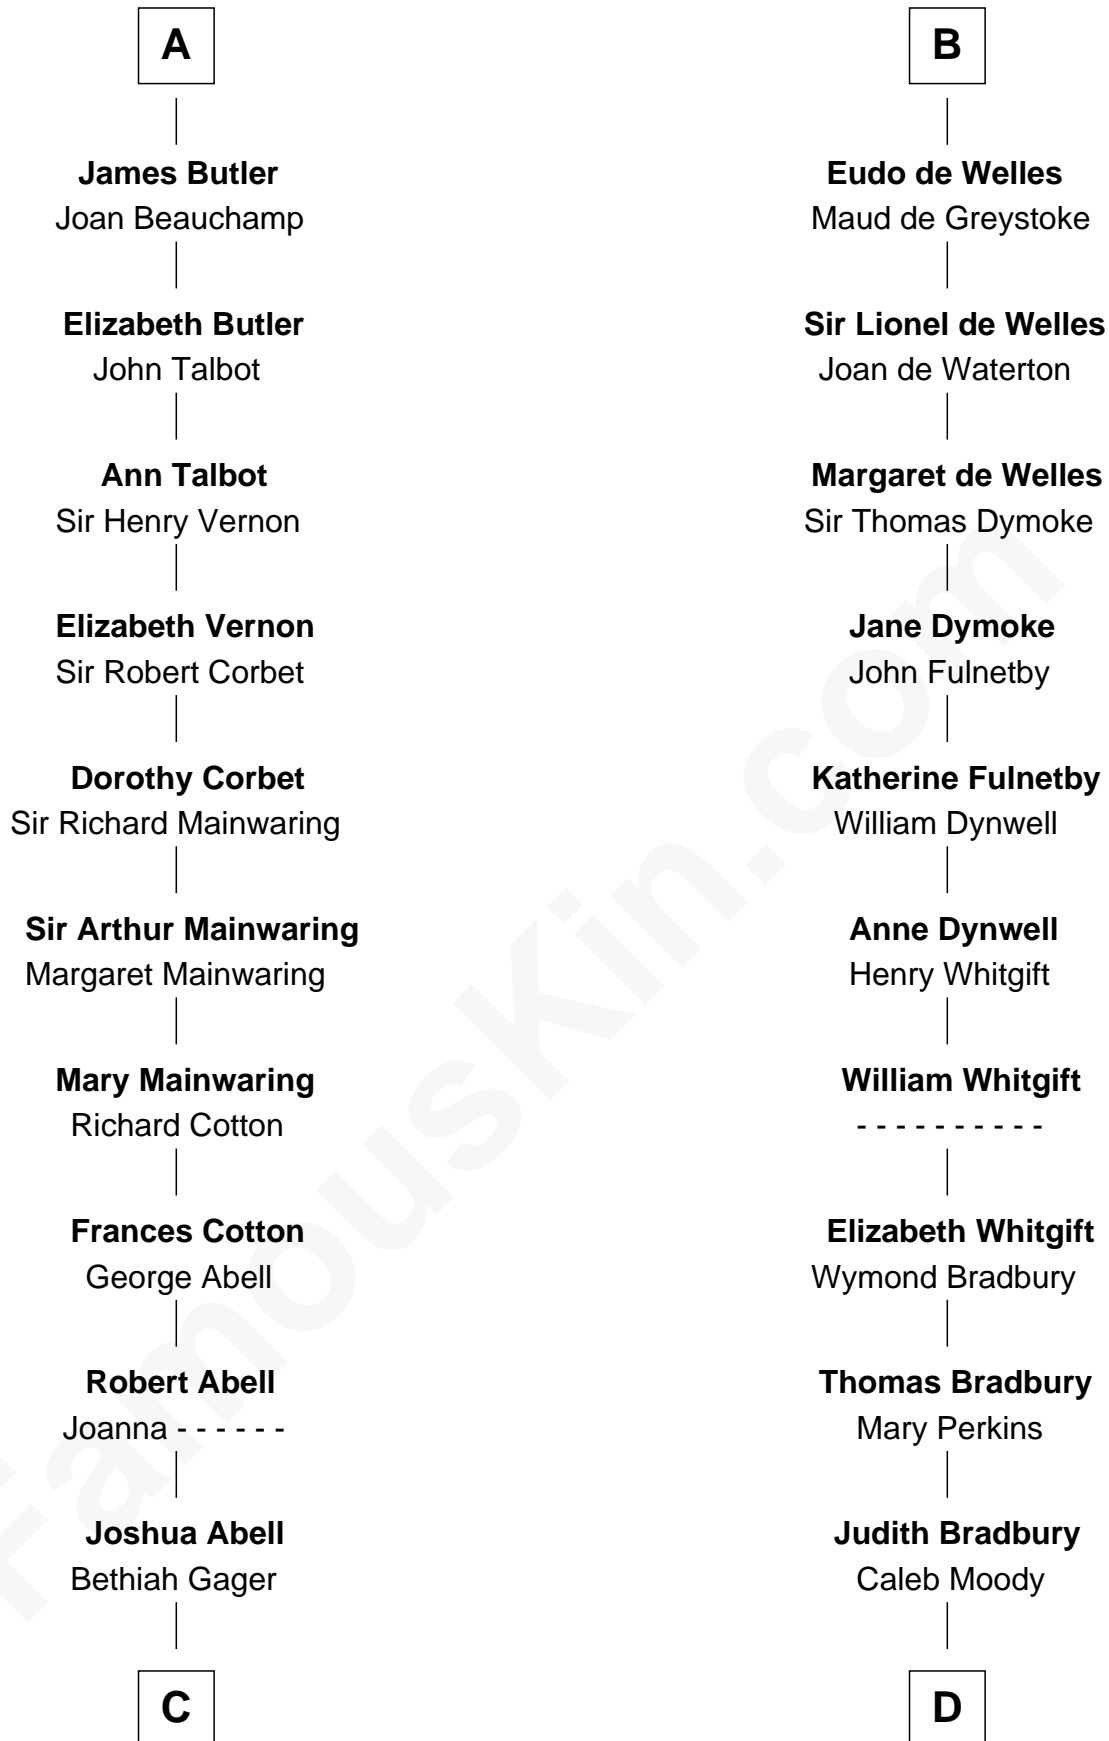 A
James Butler
Joan Beauchamp
Elizabeth Butler
John Talbot
Ann Talbot
Sir Henry Vernon
Elizabeth Vernon
Sir Robert Corbet
Dorothy Corbet
Sir Richard Mainwaring
Sir Arthur Mainwaring
Margaret Mainwaring
Mary Mainwaring
Richard Cotton
Frances Cotton
George Abell
Robert Abell
Joanna - - - - - -
Joshua Abell
Bethiah Gager
C
B
Eudo de Welles
Maud de Greystoke
Sir Lionel de Welles
Joan de Waterton
Margaret de Welles
Sir Thomas Dymoke
Jane Dymoke
John Fulnetby
Katherine Fulnetby
William Dynwell
Anne Dynwell
Henry Whitgift
William Whitgift
- - - - - - - - - -
Elizabeth Whitgift
Wymond Bradbury
Thomas Bradbury
Mary Perkins
Judith Bradbury
Caleb Moody
D
FamousKin.com